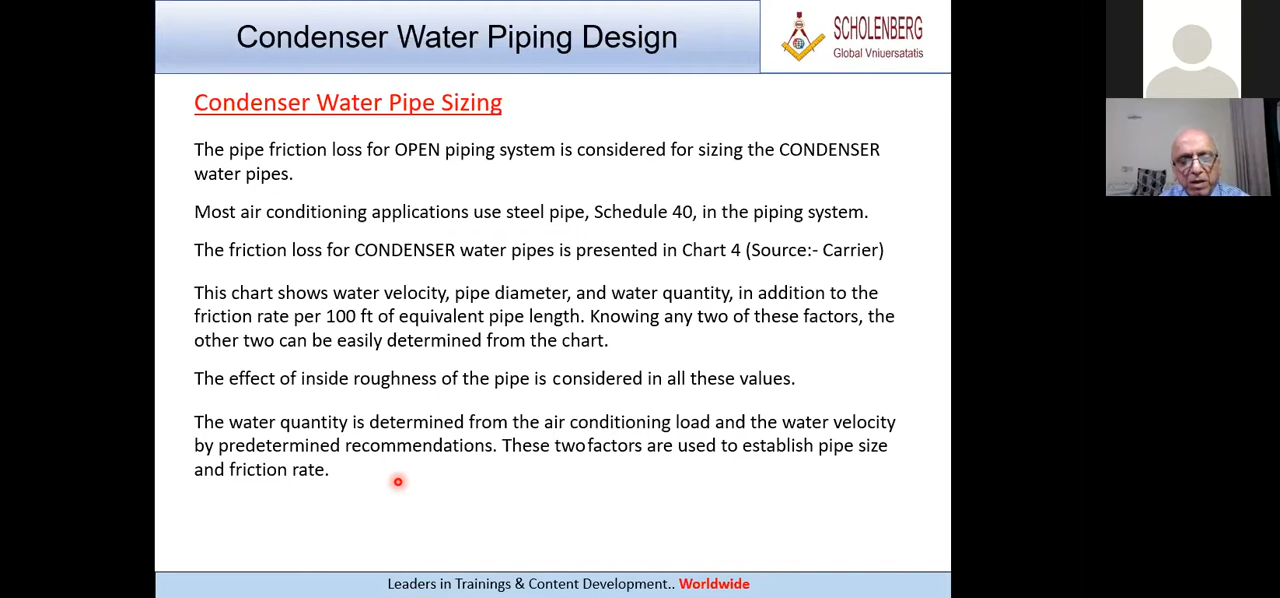 Condenser Water Piping Design
SCHOLENBERG
Global Vniuersatatis
Condenser Water Pipe Sizing
The pipe friction loss for OPEN piping system is considered for sizing the CONDENSER
water pipes.
Most air conditioning applications use steel pipe, Schedule 40, in the piping system.
The friction loss for CONDENSER water pipes is presented in Chart 4 (Source:- Carrier)
This chart shows water velocity, pipe diameter, and water quantity, in addition to the
friction rate per 100 ft of equivalent pipe length. Knowing any two of these factors, the
other two can be easily determined from the chart.
The effect of inside roughness of the pipe is considered in all these values.
The water quantity is determined from the air conditioning load and the water velocity
by predetermined recommendations. These two factors are used to establish pipe size
and friction rate.
Leaders in Trainings & Content Development.. Worldwide